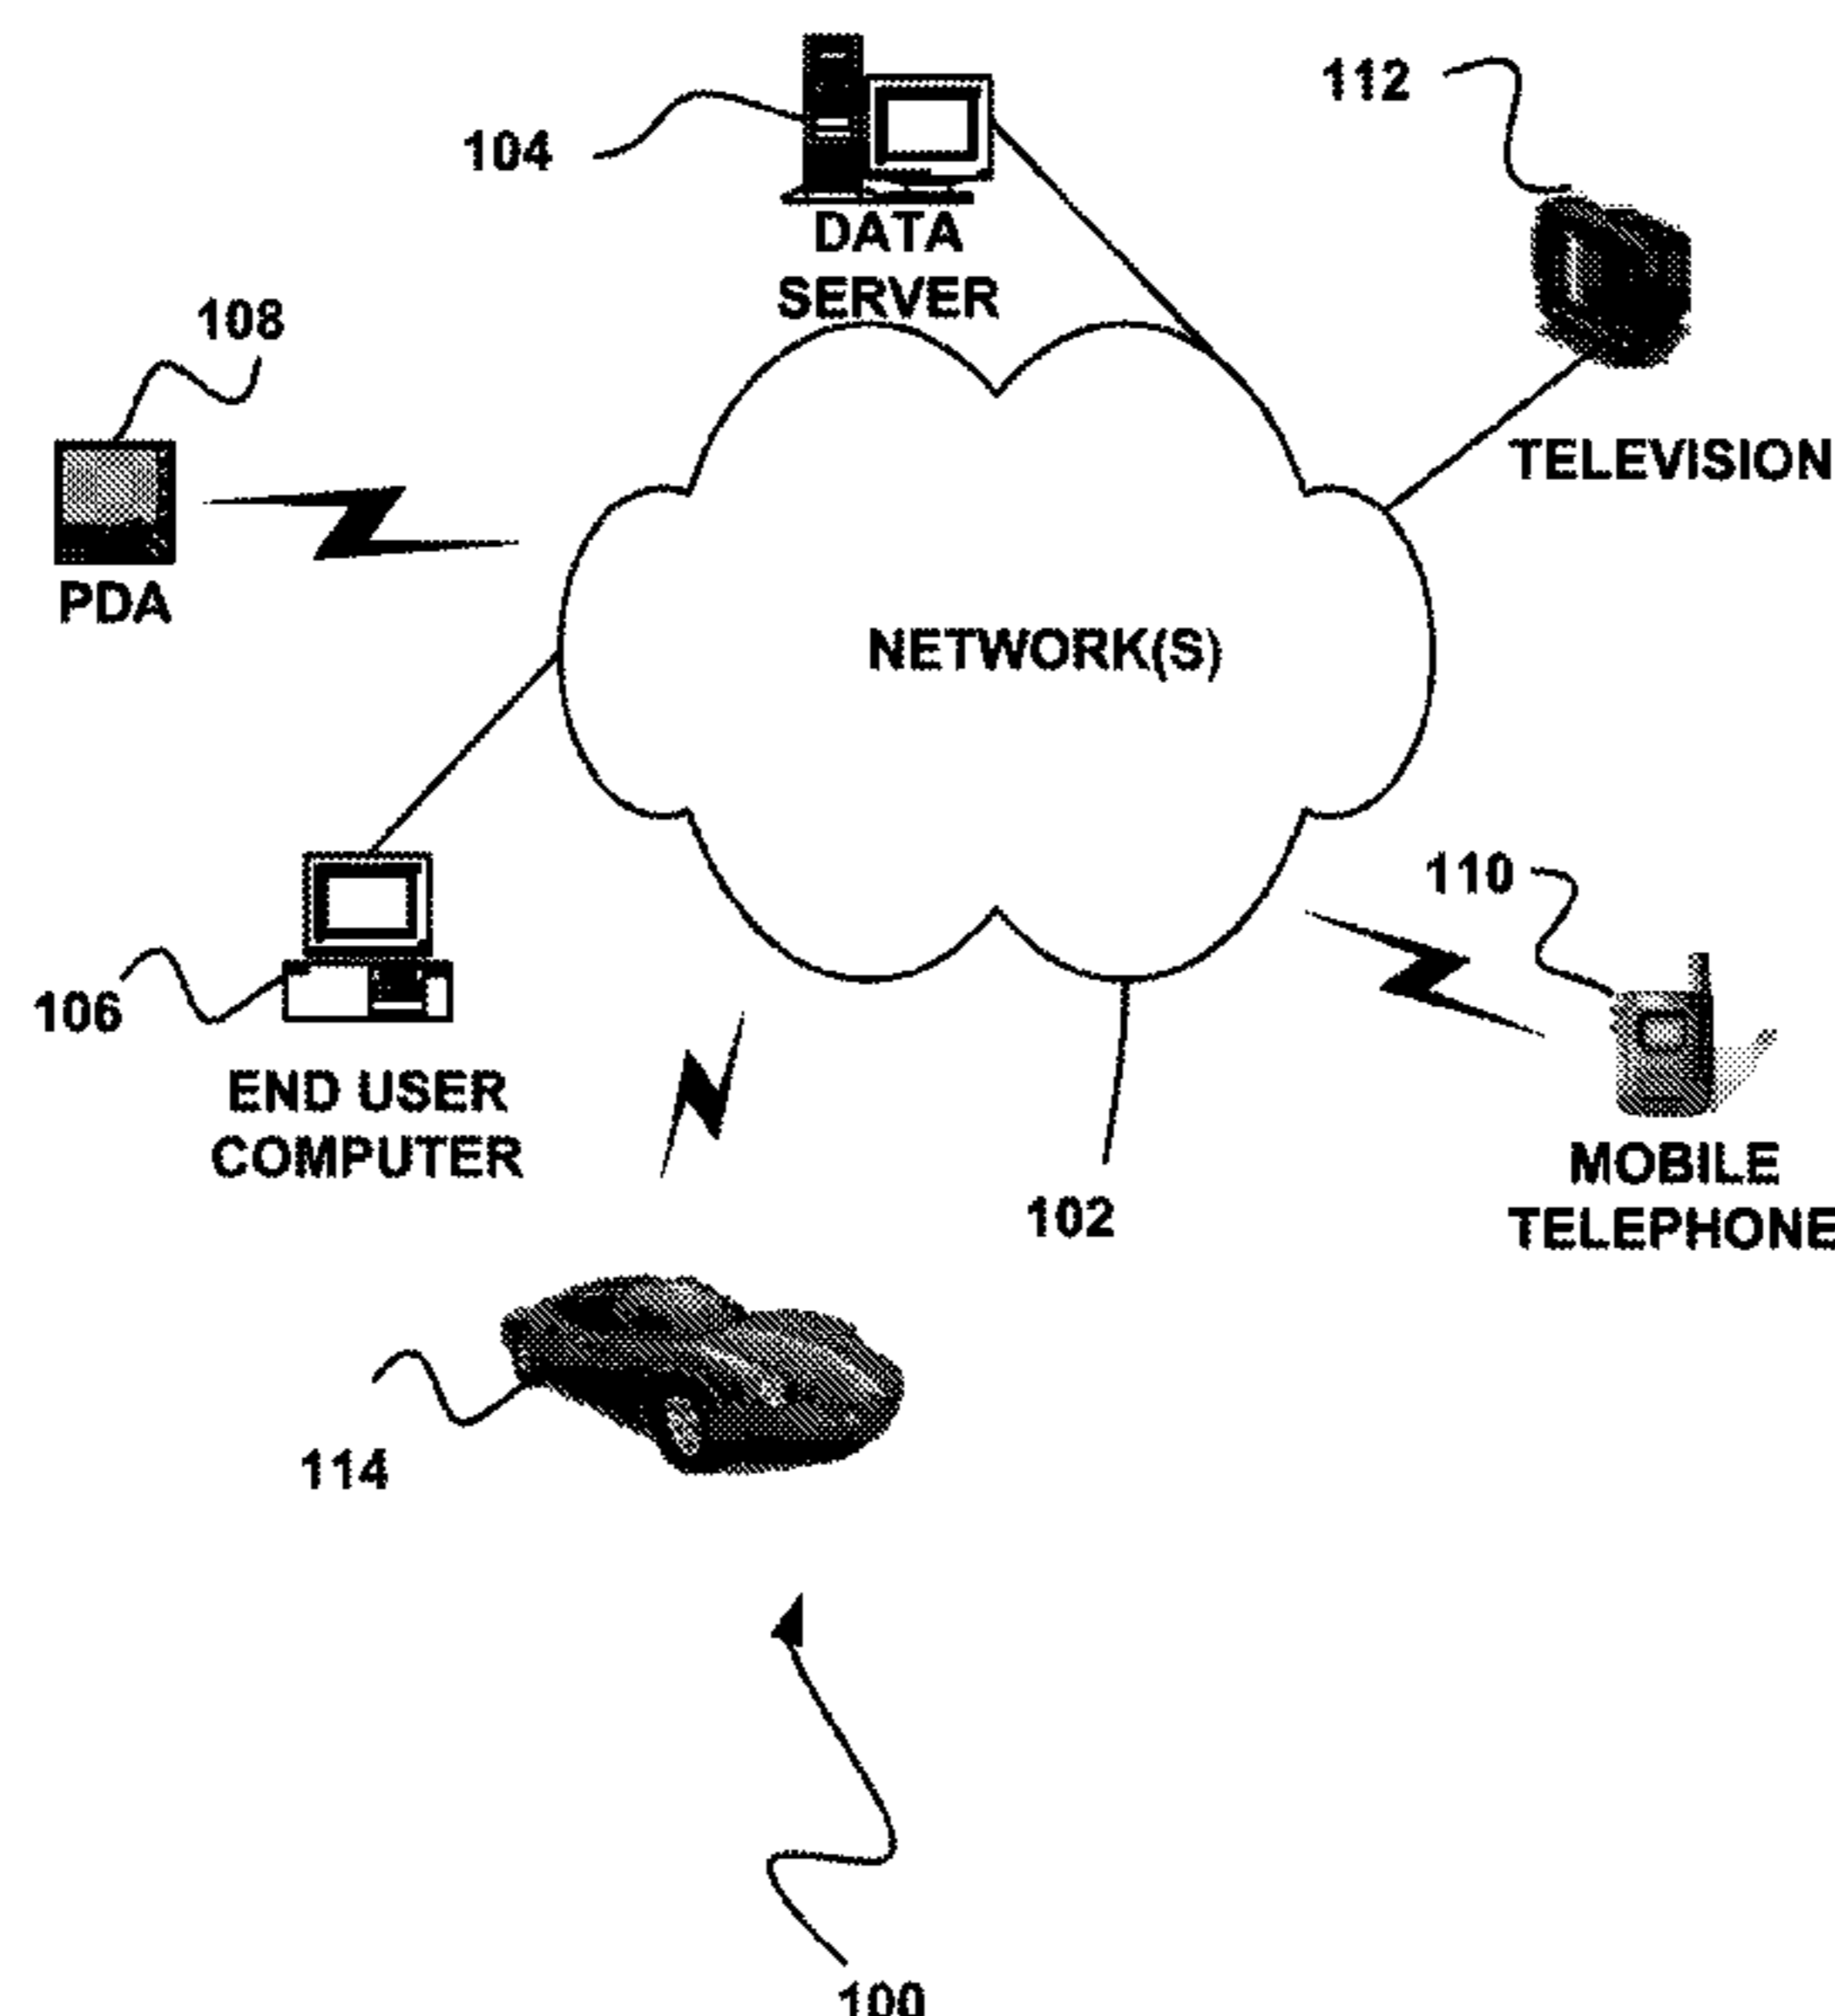 112
104
DATA
SERVER
108
TELEVISION
PDA
NETWORK(S)
110
106
END USER
COMPUTER
MOBILE
TELEPHONE
102
114
100